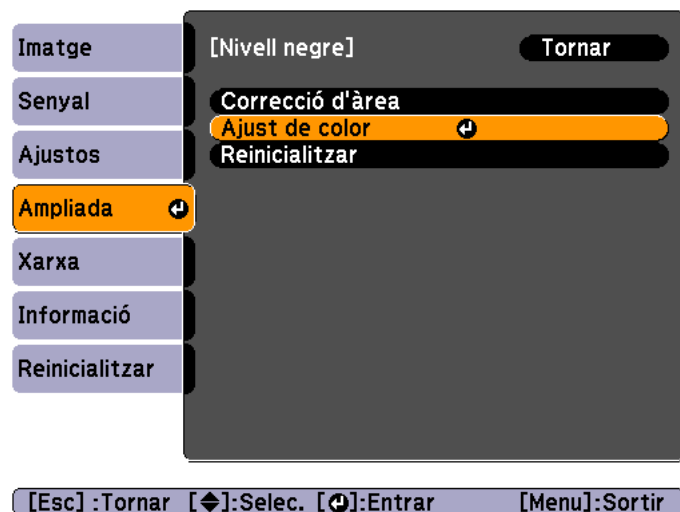 Imatge
Senyal
Ajustos
Ampliada
Xarxa
Informació
Reinicialitzar
[Nivell negre] Tornar
Correcció d'àrea
Ajust de color
Reinicialitzar
[Esc] :Tornar [◆]:Selec. [↵]:Entrar [Menu]:Sortir